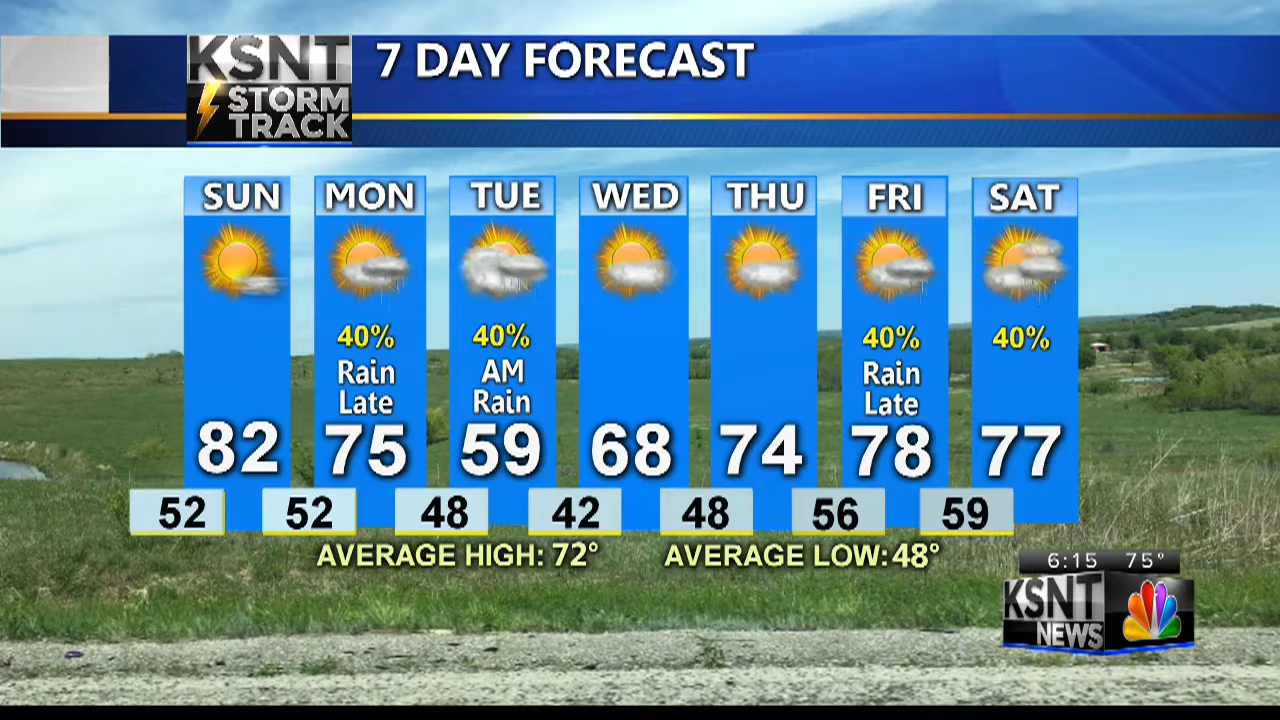 KSNT
STORM
TRACK
7 DAY FORECAST
SUN MON TUE WED THU FRI SAT
40% 40% 40% 40%
Rain AM Rain
Late Rain Late
82 75 59 68 74 78 77
52 52 48 42 48 56 59
AVERAGE HIGH: 72° AVERAGE LOW: 48°
6:15 75°
KSNT
NEWS